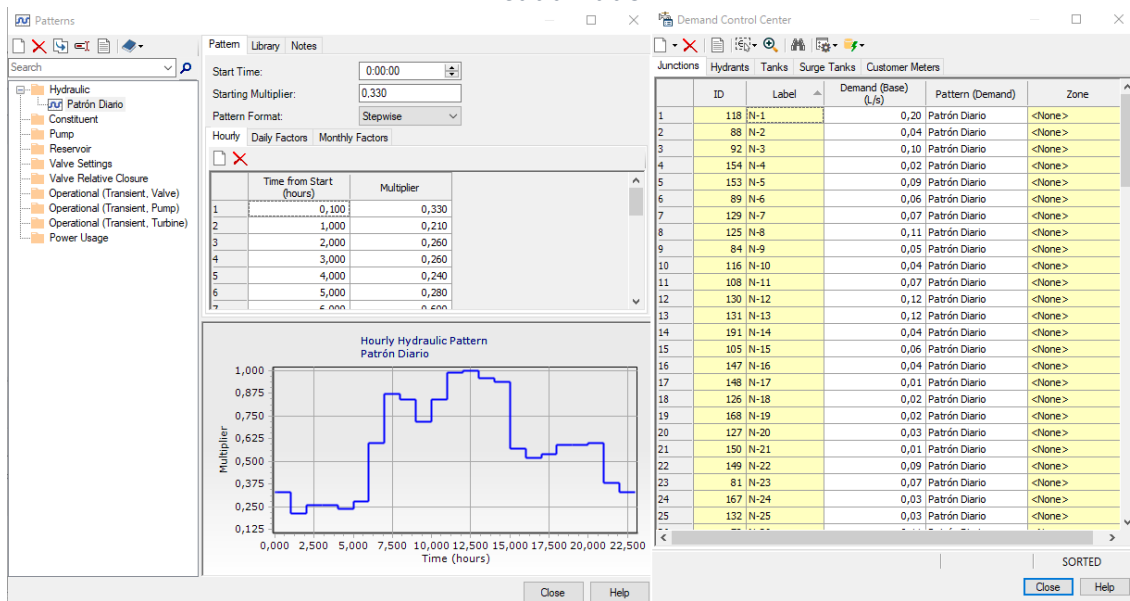 Patterns
Search
Hydraulic
Patrón Diario
Constituent
Pump
Reservoir
Valve Settings
Valve Relative Closure
Operational (Transient, Valve)
Operational (Transient, Pump)
Operational (Transient, Turbine)
Power Usage
Pattern Library Notes
Start Time: 0:00:00
Starting Multiplier: 0,330
Pattern Format: Stepwise
Hourly Daily Factors Monthly Factors
Time from Start (hours) Multiplier
1 0,100 0,330
2 1,000 0,210
3 2,000 0,260
4 3,000 0,260
5 4,000 0,240
6 5,000 0,280
Hourly Hydraulic Pattern
Patrón Diario
Multiplier
1,000
0,875
0,750
0,625
0,500
0,375
0,250
0,125
0,000 2,500 5,000 7,500 10,000 12,500 15,000 17,500 20,000 22,500
Time (hours)
Close Help
Demand Control Center
Junctions Hydrants Tanks Surge Tanks Customer Meters
ID Label Demand (Base) (L/s) Pattern (Demand) Zone
1 118 N-1 0,20 Patrón Diario <None>
2 88 N-2 0,04 Patrón Diario <None>
3 92 N-3 0,10 Patrón Diario <None>
4 154 N-4 0,02 Patrón Diario <None>
5 153 N-5 0,09 Patrón Diario <None>
6 89 N-6 0,06 Patrón Diario <None>
7 129 N-7 0,07 Patrón Diario <None>
8 125 N-8 0,11 Patrón Diario <None>
9 84 N-9 0,05 Patrón Diario <None>
10 116 N-10 0,04 Patrón Diario <None>
11 108 N-11 0,07 Patrón Diario <None>
12 130 N-12 0,12 Patrón Diario <None>
13 131 N-13 0,12 Patrón Diario <None>
14 191 N-14 0,04 Patrón Diario <None>
15 105 N-15 0,06 Patrón Diario <None>
16 147 N-16 0,04 Patrón Diario <None>
17 148 N-17 0,01 Patrón Diario <None>
18 126 N-18 0,02 Patrón Diario <None>
19 168 N-19 0,02 Patrón Diario <None>
20 127 N-20 0,03 Patrón Diario <None>
21 150 N-21 0,01 Patrón Diario <None>
22 149 N-22 0,09 Patrón Diario <None>
23 81 N-23 0,07 Patrón Diario <None>
24 167 N-24 0,03 Patrón Diario <None>
25 132 N-25 0,03 Patrón Diario <None>
SORTED
Close Help